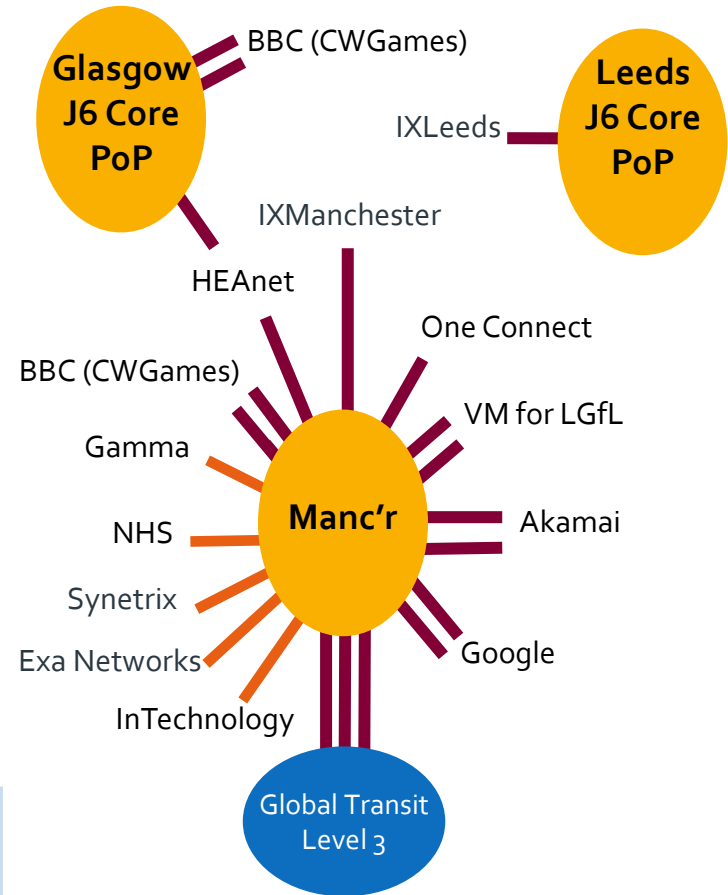 BBC (CWGames)
Glasgow
J6 Core
PoP
Leeds
J6 Core
PoP
IXLeeds
IXManchester
HEAnet
One Connect
BBC (CWGames)
VM for LGfL
Gamma
Manc'r
Akamai
NHS
Synetrix
Exa Networks
Google
InTechnology
Global Transit
Level 3